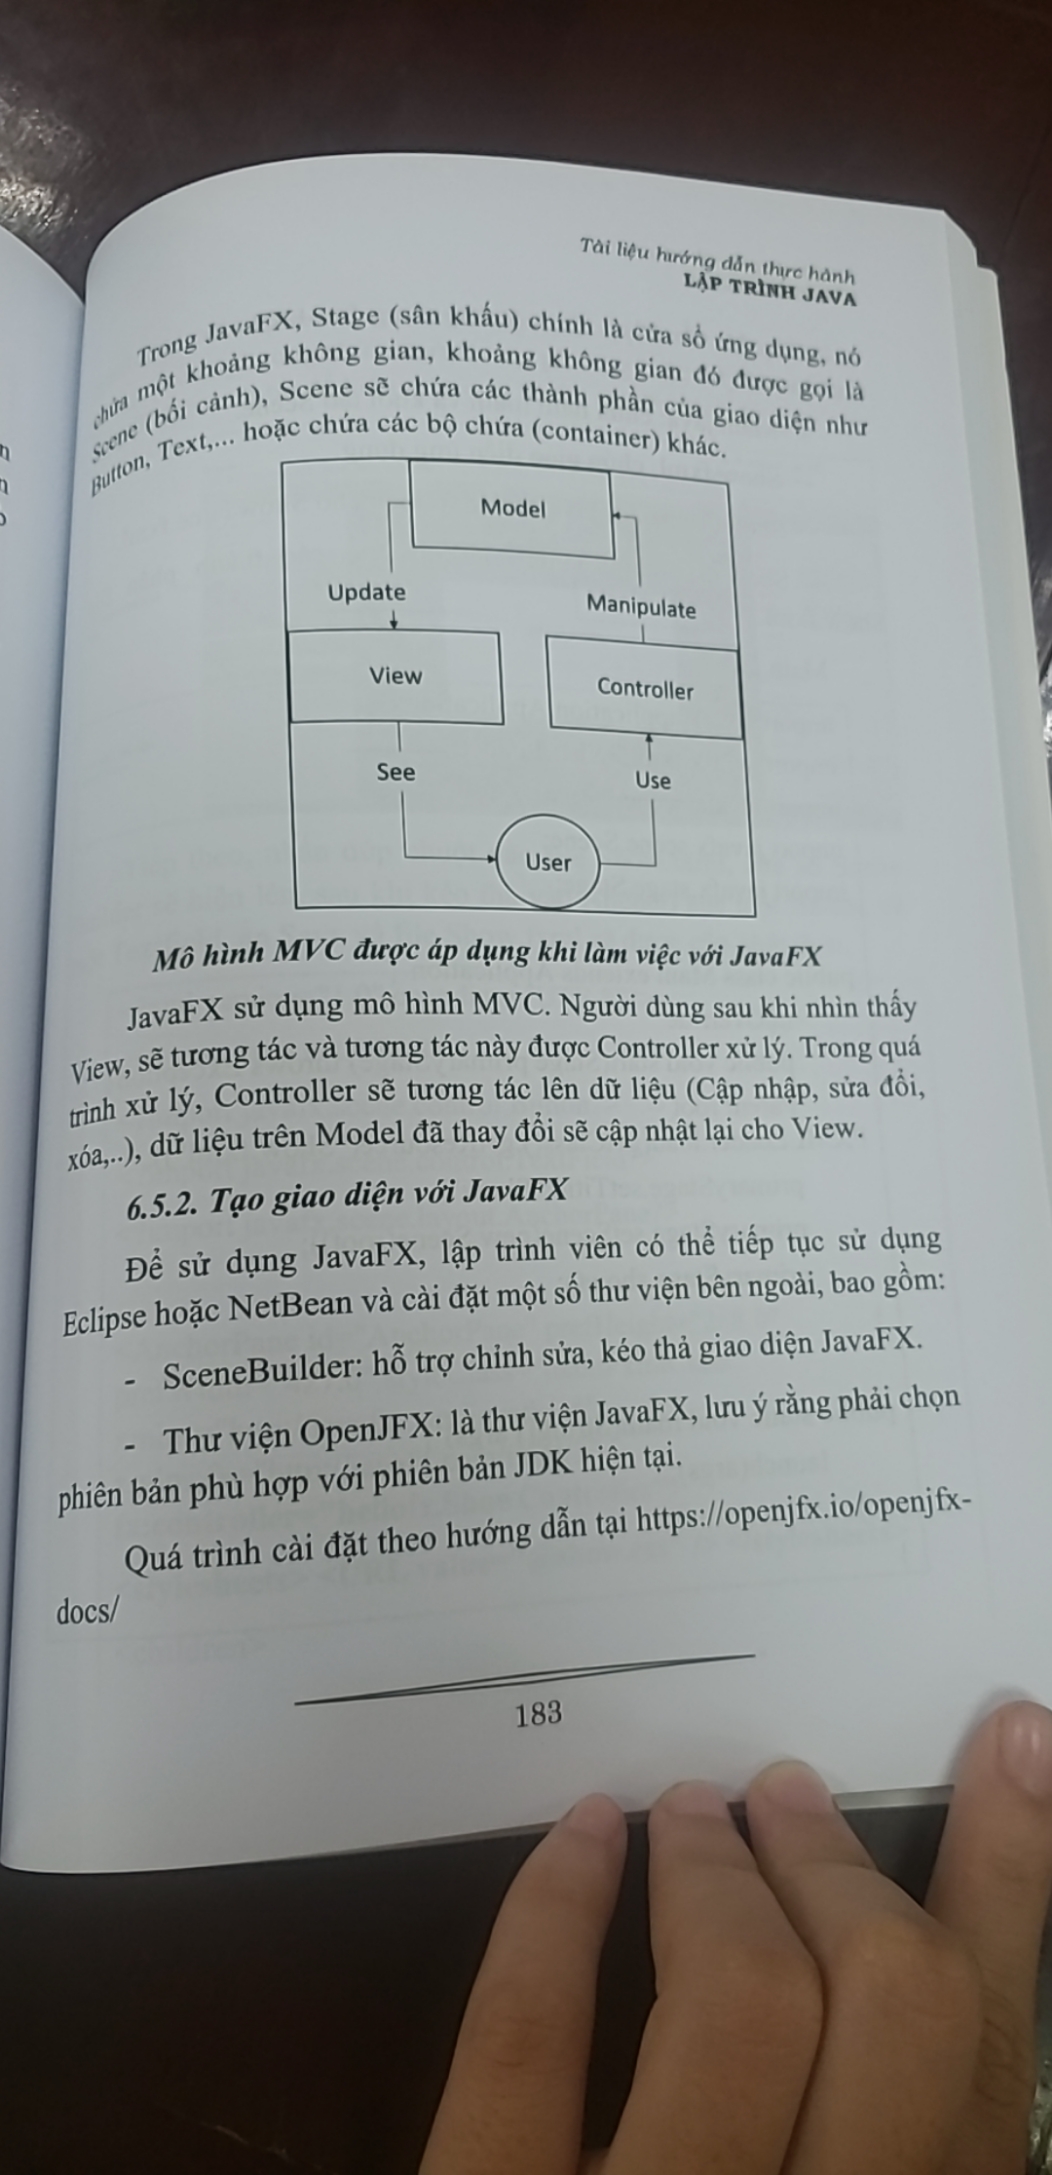 Tài liệu hướng dẫn thực hành
LẬP TRÌNH JAVA
Trong JavaFX, Stage (sân khấu) chính là cửa sổ ứng dụng, nó
chứa một khoảng không gian, khoảng không gian đó được gọi là
Scene (bối cảnh), Scene sẽ chứa các thành phần của giao diện như
Button, Text,... hoặc chứa các bộ chứa (container) khác.
Model
Update
Manipulate
View
Controller
See
Use
User
Mô hình MVC được áp dụng khi làm việc với JavaFX
JavaFX sử dụng mô hình MVC. Người dùng sau khi nhìn thấy
View, sẽ tương tác và tương tác này được Controller xử lý. Trong quá
trình xử lý, Controller sẽ tương tác lên dữ liệu (Cập nhập, sửa đổi,
xóa,..), dữ liệu trên Model đã thay đổi sẽ cập nhật lại cho View.
6.5.2. Tạo giao diện với JavaFX
Để sử dụng JavaFX, lập trình viên có thể tiếp tục sử dụng
Eclipse hoặc NetBean và cài đặt một số thư viện bên ngoài, bao gồm:
- SceneBuilder: hỗ trợ chỉnh sửa, kéo thả giao diện JavaFX.
- Thư viện OpenJFX: là thư viện JavaFX, lưu ý rằng phải chọn
phiên bản phù hợp với phiên bản JDK hiện tại.
Quá trình cài đặt theo hướng dẫn tại https://openjfx.io/openjfx-
docs/
183